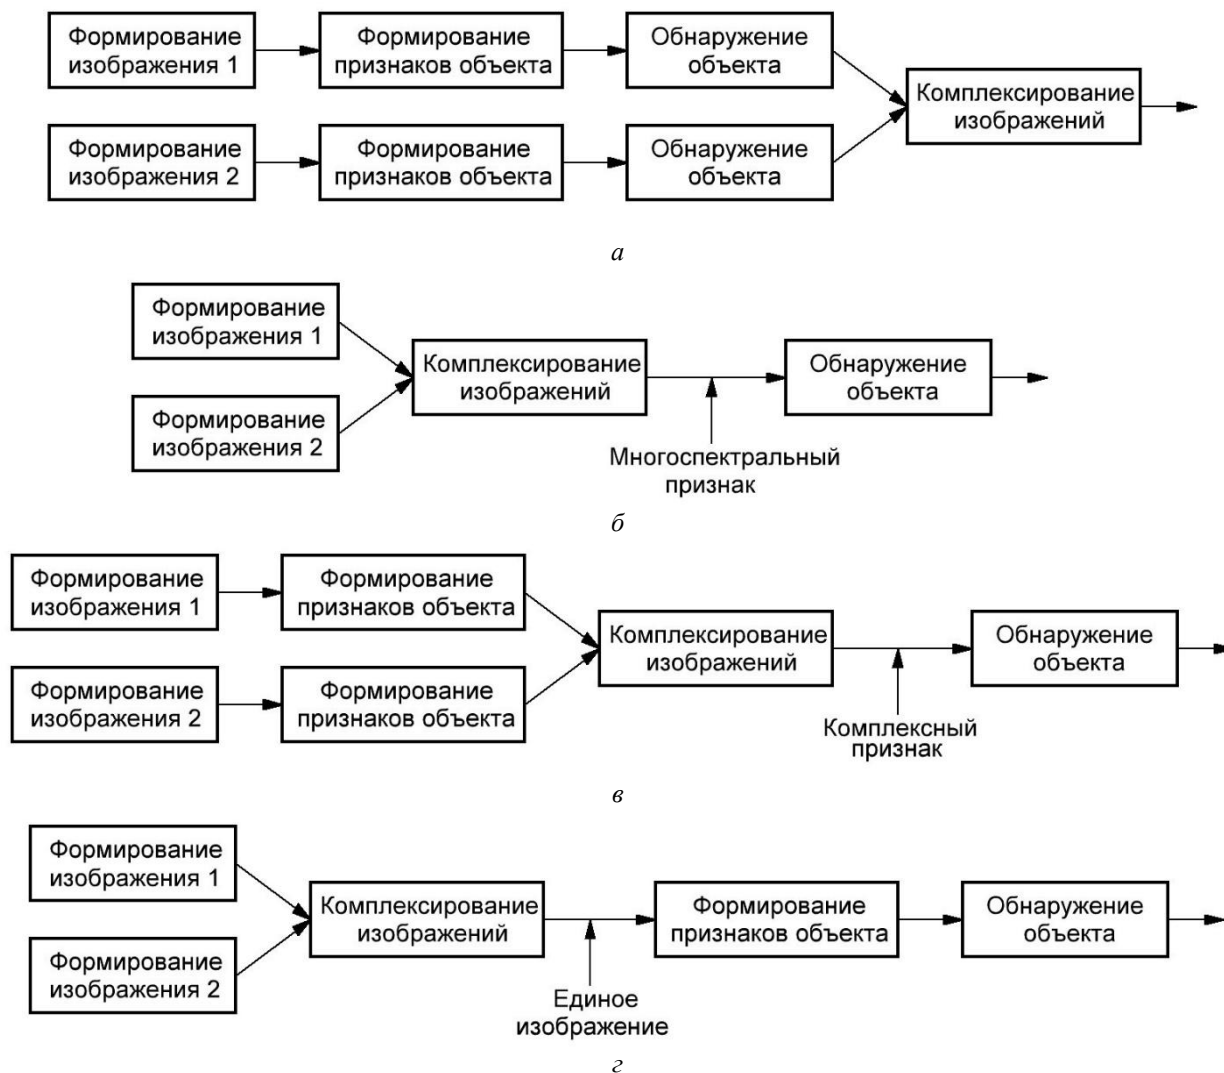 Формирование
изображения 1
Формирование
признаков объекта
Обнаружение
объекта
Комплексирование
изображений
Формирование
изображения 2
Формирование
признаков объекта
Обнаружение
объекта
а
Формирование
изображения 1
Комплексирование
изображений
Обнаружение
объекта
Формирование
изображения 2
Многоспектральный
признак
б
Формирование
изображения 1
Формирование
признаков объекта
Комплексирование
изображений
Обнаружение
объекта
Формирование
изображения 2
Формирование
признаков объекта
Комплексный
признак
в
Формирование
изображения 1
Комплексирование
изображений
Формирование
признаков объекта
Обнаружение
объекта
Формирование
изображения 2
Единое
изображение
г